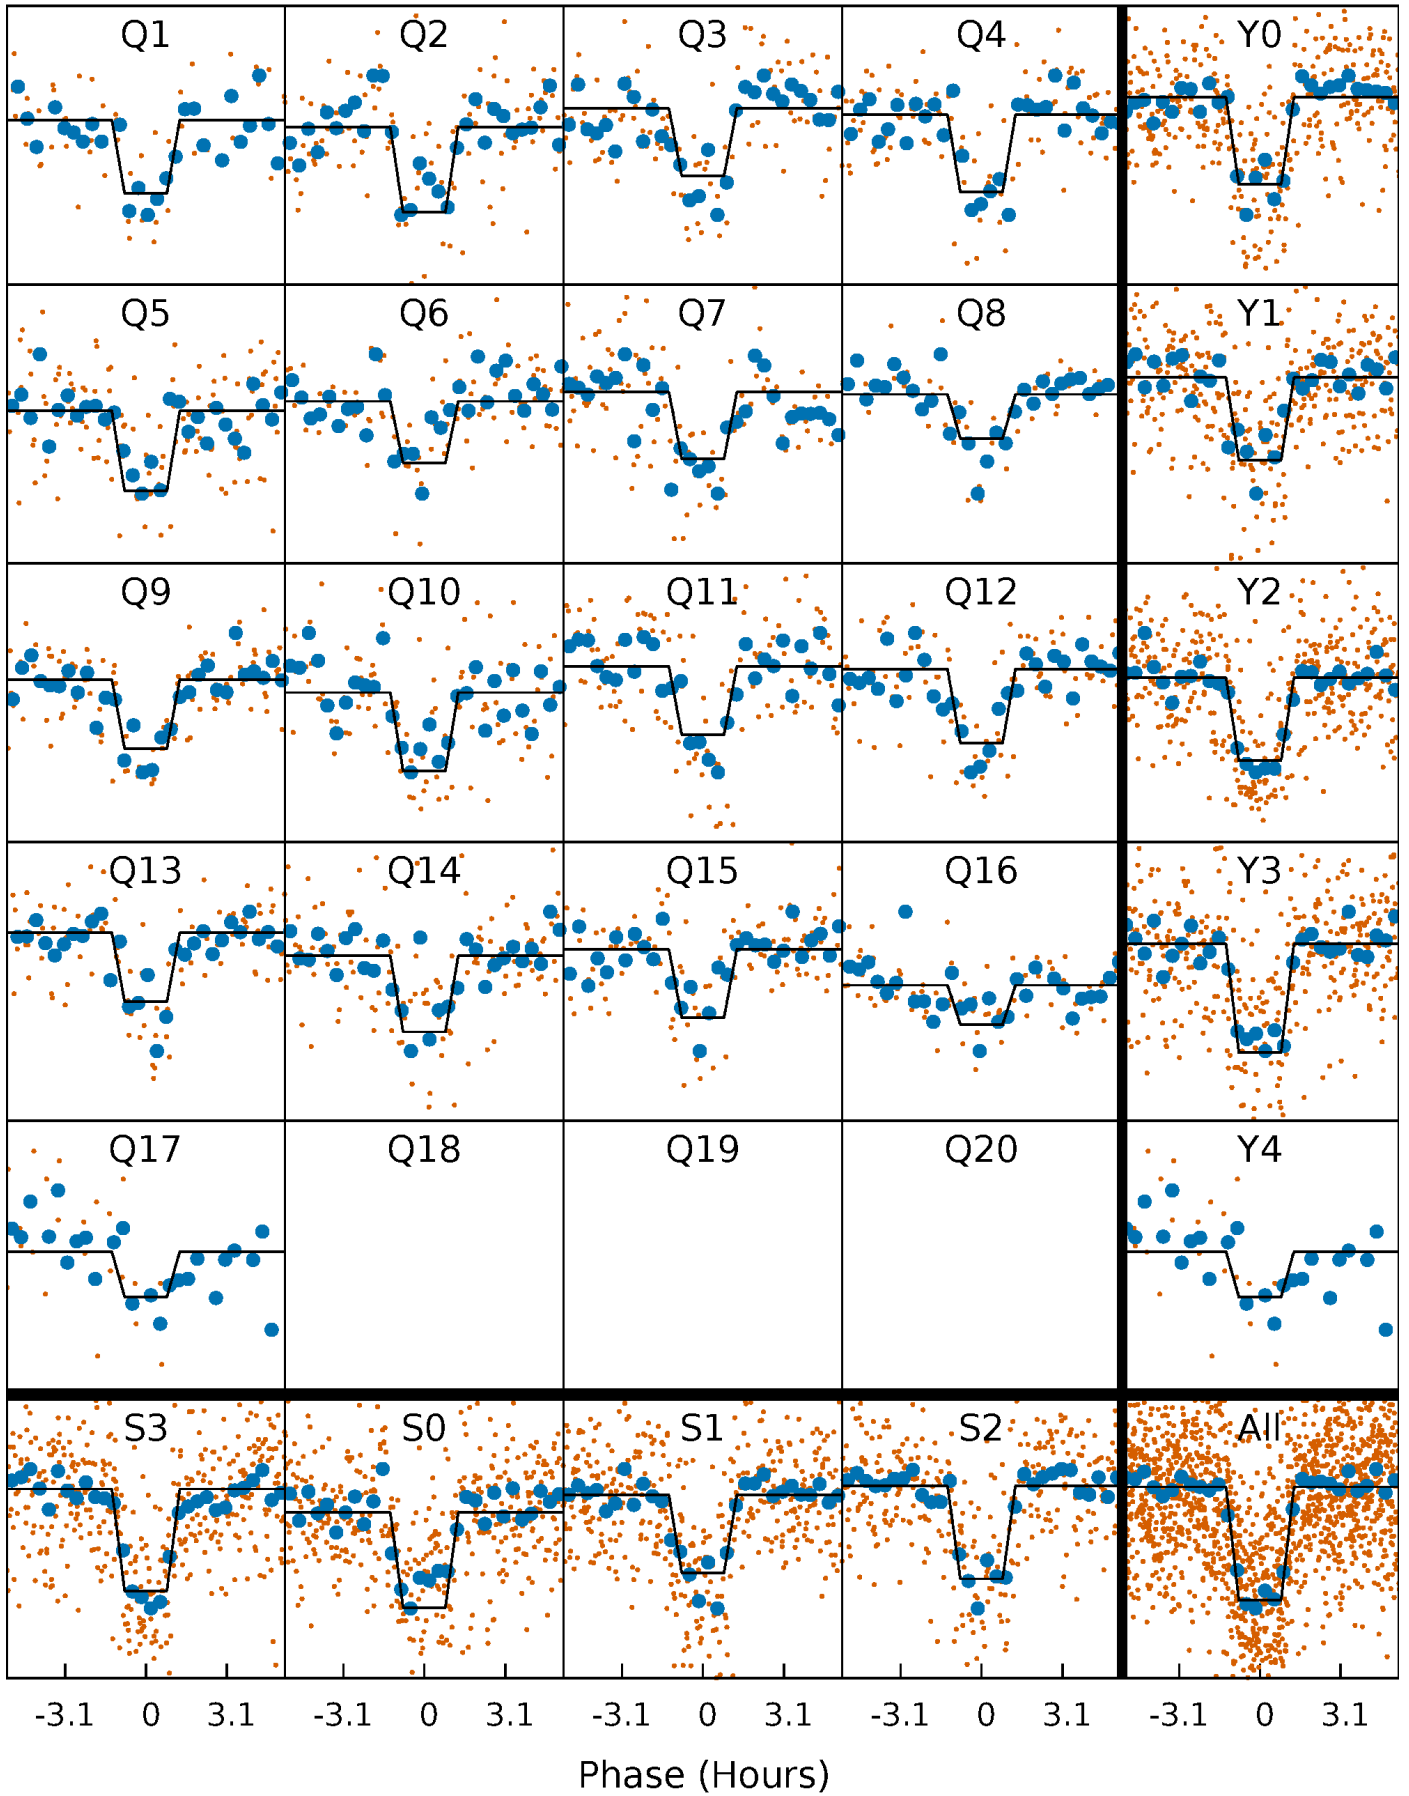 Q1 Q2 Q3 Q4 Y0
Q5 Q6 Q7 Q8 Y1
Q9 Q10 Q11 Q12 Y2
Q13 Q14 Q15 Q16 Y3
Q17 Q18 Q19 Q20 Y4
S3 S0 S1 S2 All
-3.1 0 3.1 -3.1 0 3.1 -3.1 0 3.1 -3.1 0 3.1 -3.1 0 3.1
Phase (Hours)